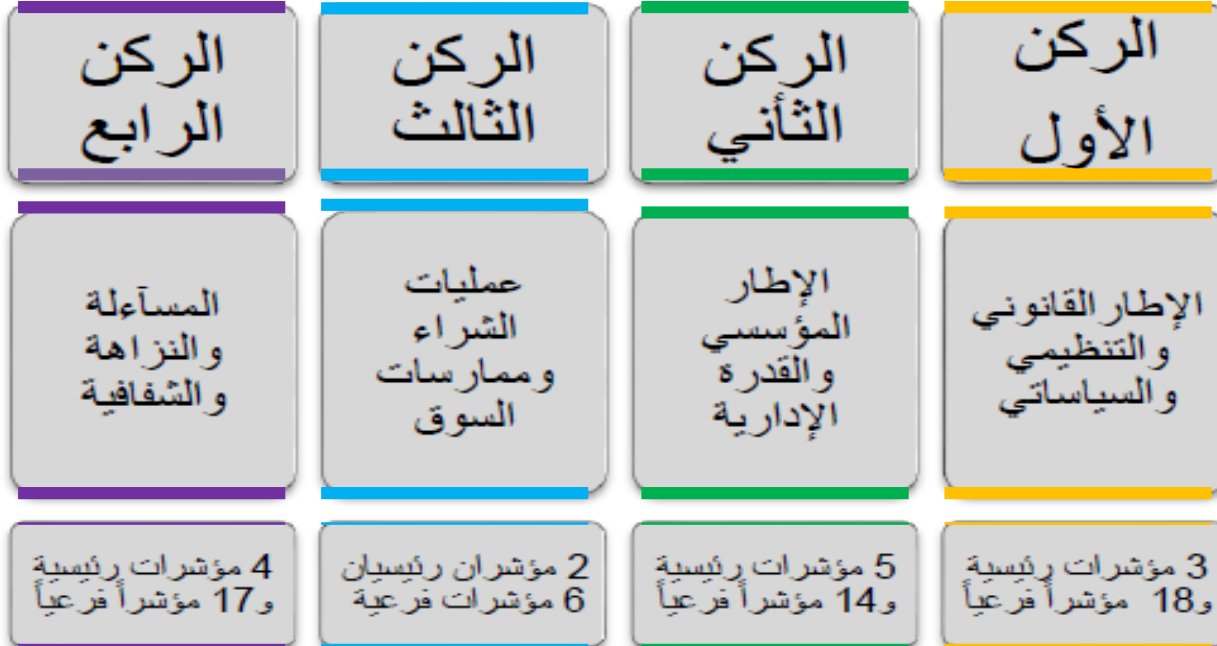 الركن
الأول
الركن
الثأني
الركن
الثالث
الركن
الرابع
الإطار القانوني
والتنظيمي
والسياساتي
الإطار
المؤسسي
والقدرة
الإدارية
عمليات
الشراء
وممارسات
السوق
المسآءلة
والنزاهة
والشفافية
3 مؤشرات رئيسية
و18 مؤشراً فرعياً
5 مؤشرات رئيسية
و14 مؤشراً فرعياً
2 مؤشران رئيسيان
6 مؤشرات فرعية
4 مؤشرات رئيسية
و17 مؤشراً فرعياً